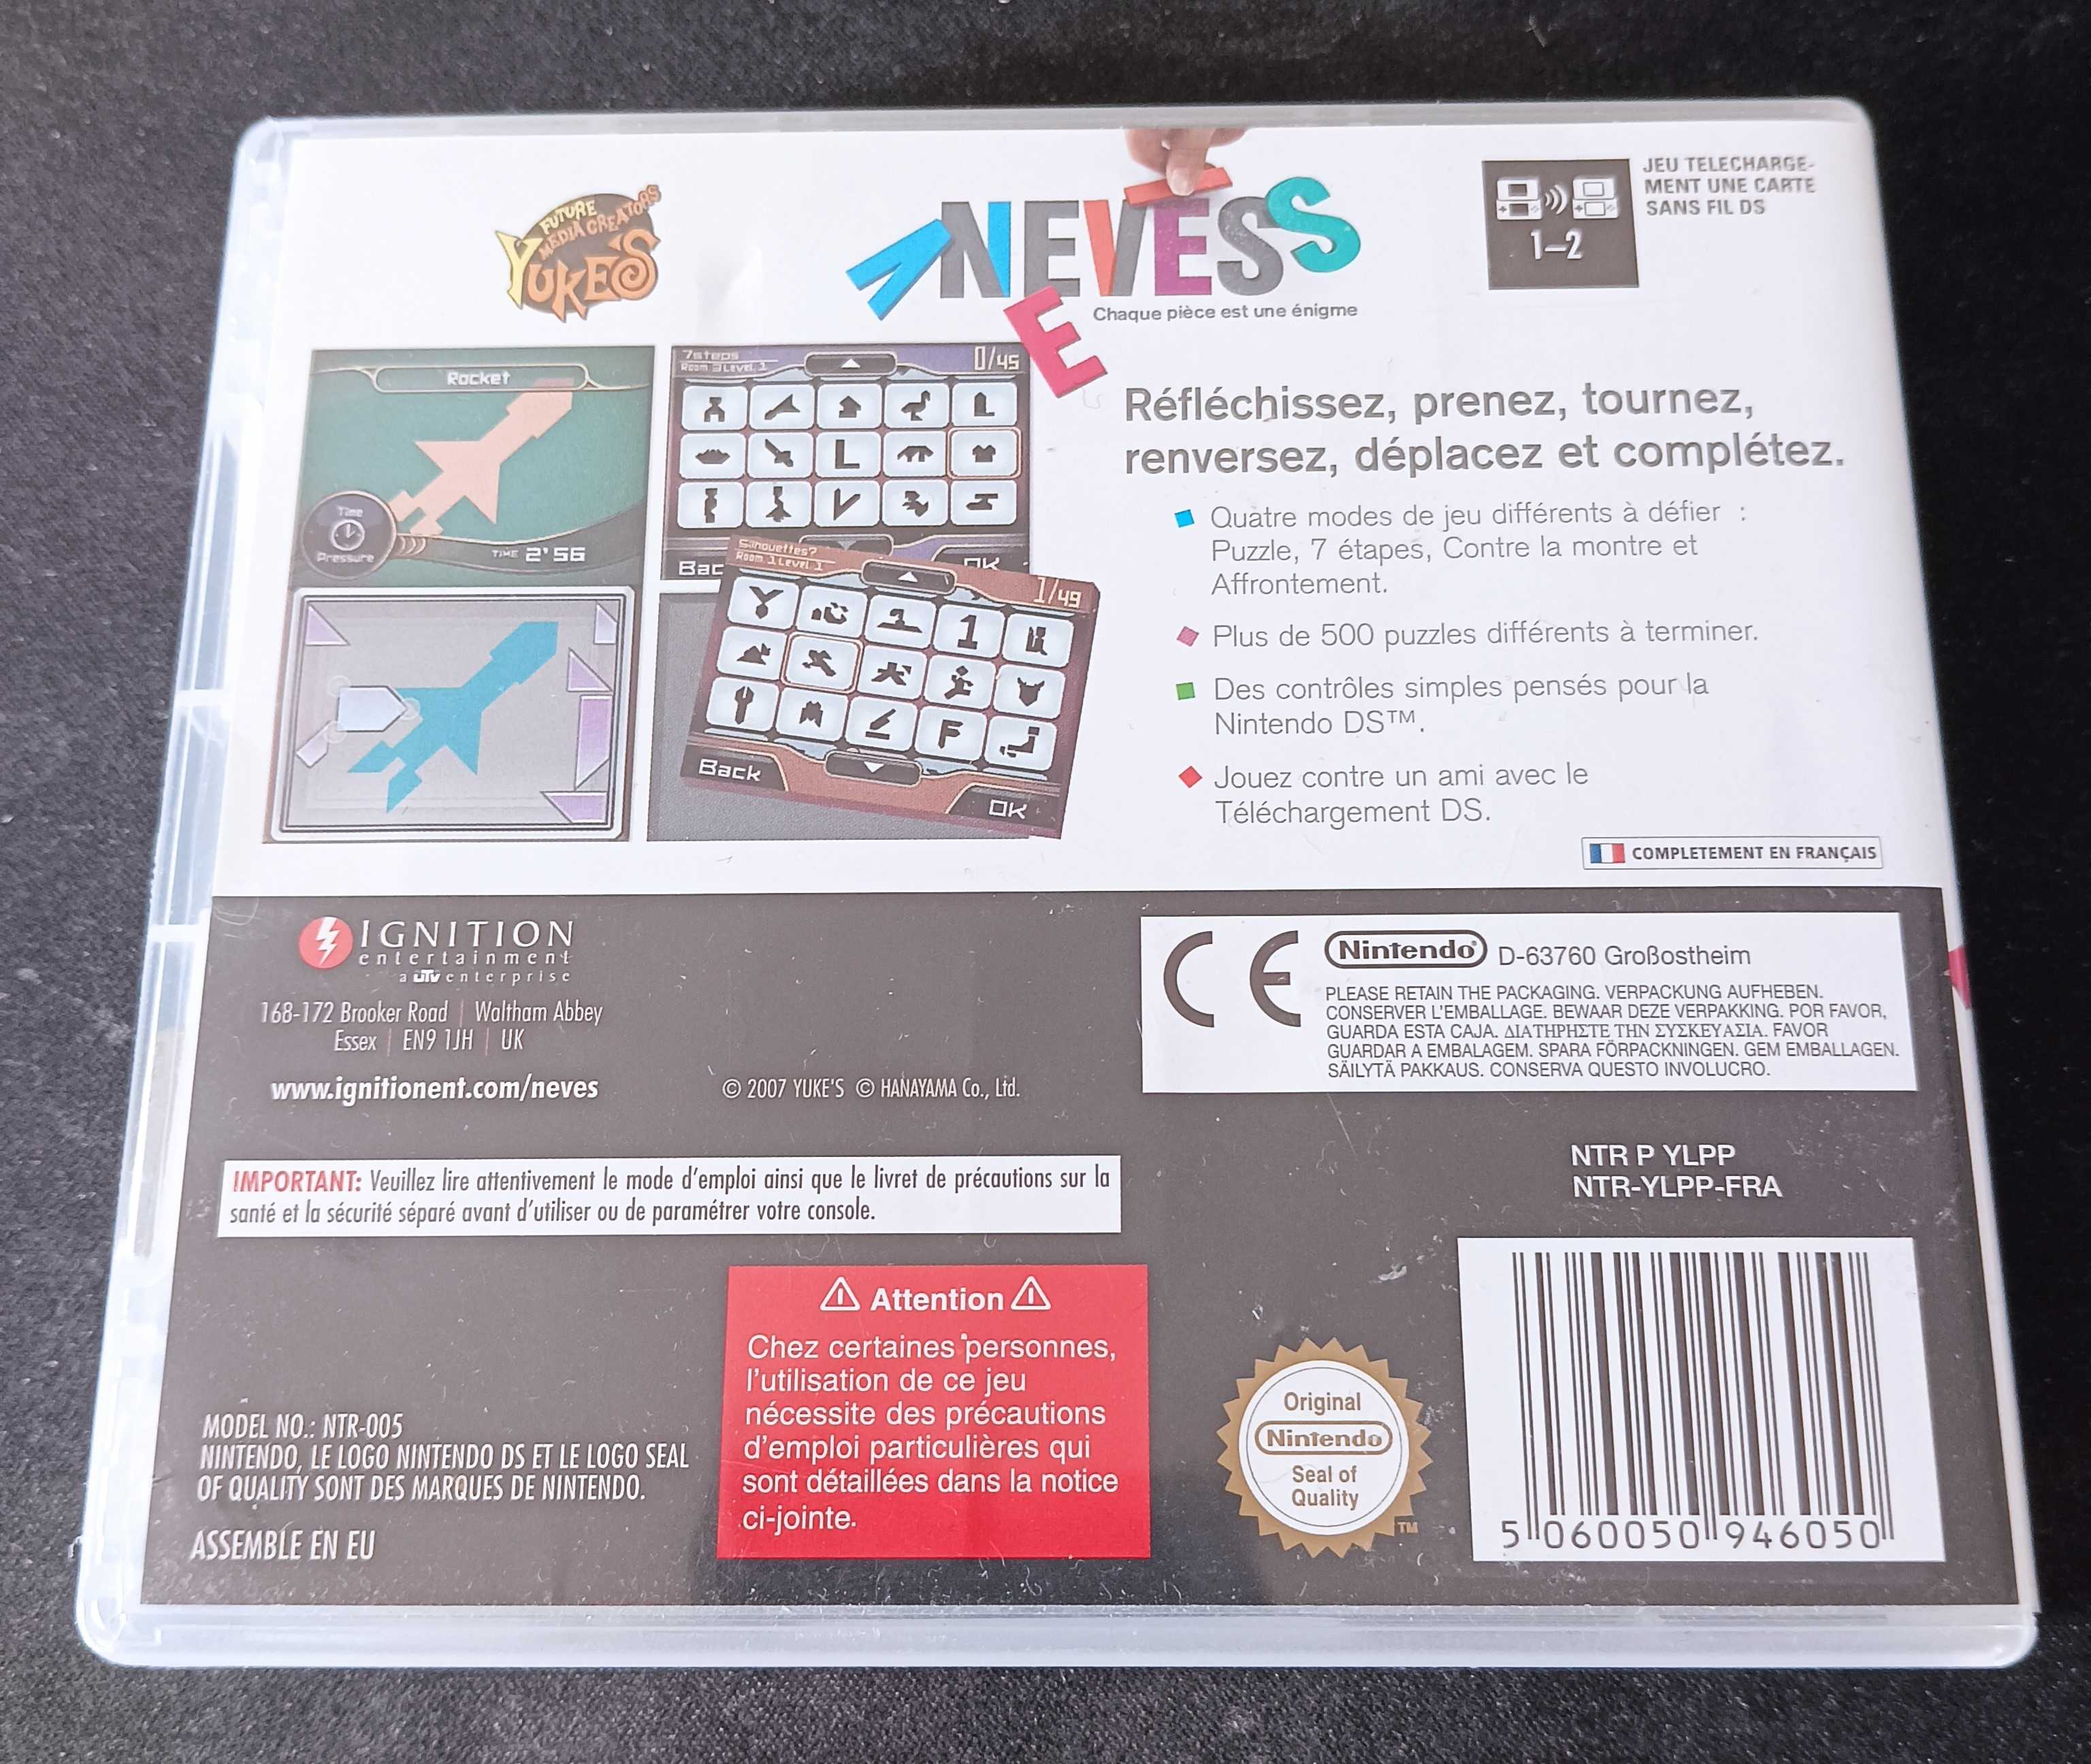 FUTURE
MEDIA CREATORS
YUKE'S
NEVES
E
Chaque pièce est une énigme
1–2
JEU TELECHARGE-
MENT UNE CARTE
SANS FIL DS
Rocket
Time
Pressure
TIME 2'56
7steps
Room 3 Level 1
0/45
Back
OK
Silhouettes?
Room 1 Level 1
1/49
Back
OK
Réfléchissez, prenez, tournez,
renversez, déplacez et complétez.
Quatre modes de jeu différents à défier :
Puzzle, 7 étapes, Contre la montre et
Affrontement.
Plus de 500 puzzles différents à terminer.
Des contrôles simples pensés pour la
Nintendo DS™.
Jouez contre un ami avec le
Téléchargement DS.
COMPLETEMENT EN FRANÇAIS
IGNITION
entertainment
a UTV enterprise
168-172 Brooker Road | Waltham Abbey
Essex | EN9 1JH | UK
www.ignitionent.com/neves
© 2007 YUKE'S © HANAYAMA Co., Ltd.
CE
Nintendo® D-63760 Großostheim
PLEASE RETAIN THE PACKAGING. VERPACKUNG AUFHEBEN.
CONSERVER L'EMBALLAGE. BEWAAR DEZE VERPAKKING. POR FAVOR,
GUARDA ESTA CAJA. ΔΙΑΤΗΡΗΣΤΕ ΤΗΝ ΣΥΣΚΕΥΑΣΙΑ. FAVOR
GUARDAR A EMBALAGEM. SPARA FÖRPACKNINGEN. GEM EMBALLAGEN.
SÄILYTÄ PAKKAUS. CONSERVA QUESTO INVOLUCRO.
NTR P YLPP
NTR-YLPP-FRA
IMPORTANT: Veuillez lire attentivement le mode d'emploi ainsi que le livret de précautions sur la
santé et la sécurité séparé avant d'utiliser ou de paramétrer votre console.
Attention
Chez certaines personnes,
l'utilisation de ce jeu
nécessite des précautions
d'emploi particulières qui
sont détaillées dans la notice
ci-jointe.
MODEL NO.: NTR-005
NINTENDO, LE LOGO NINTENDO DS ET LE LOGO SEAL
OF QUALITY SONT DES MARQUES DE NINTENDO.
ASSEMBLE EN EU
Original
Nintendo
Seal of
Quality
TM
5 060050 946050